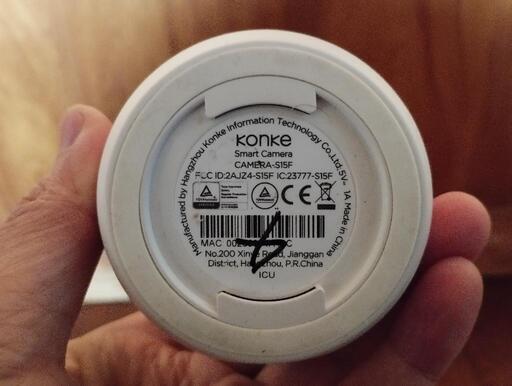 Manufactured by Hangzhou Konke Information Technology Co.,Ltd. 5V⎓ 1A Made in China
konke
Smart Camera
CAMERA-S15F
FCC ID:2AJZ4-S15F IC:23777-S15F
CE
MAC 002
No.200 Xinye Road, Jianggan
District, Hangzhou, P.R.China
ICU